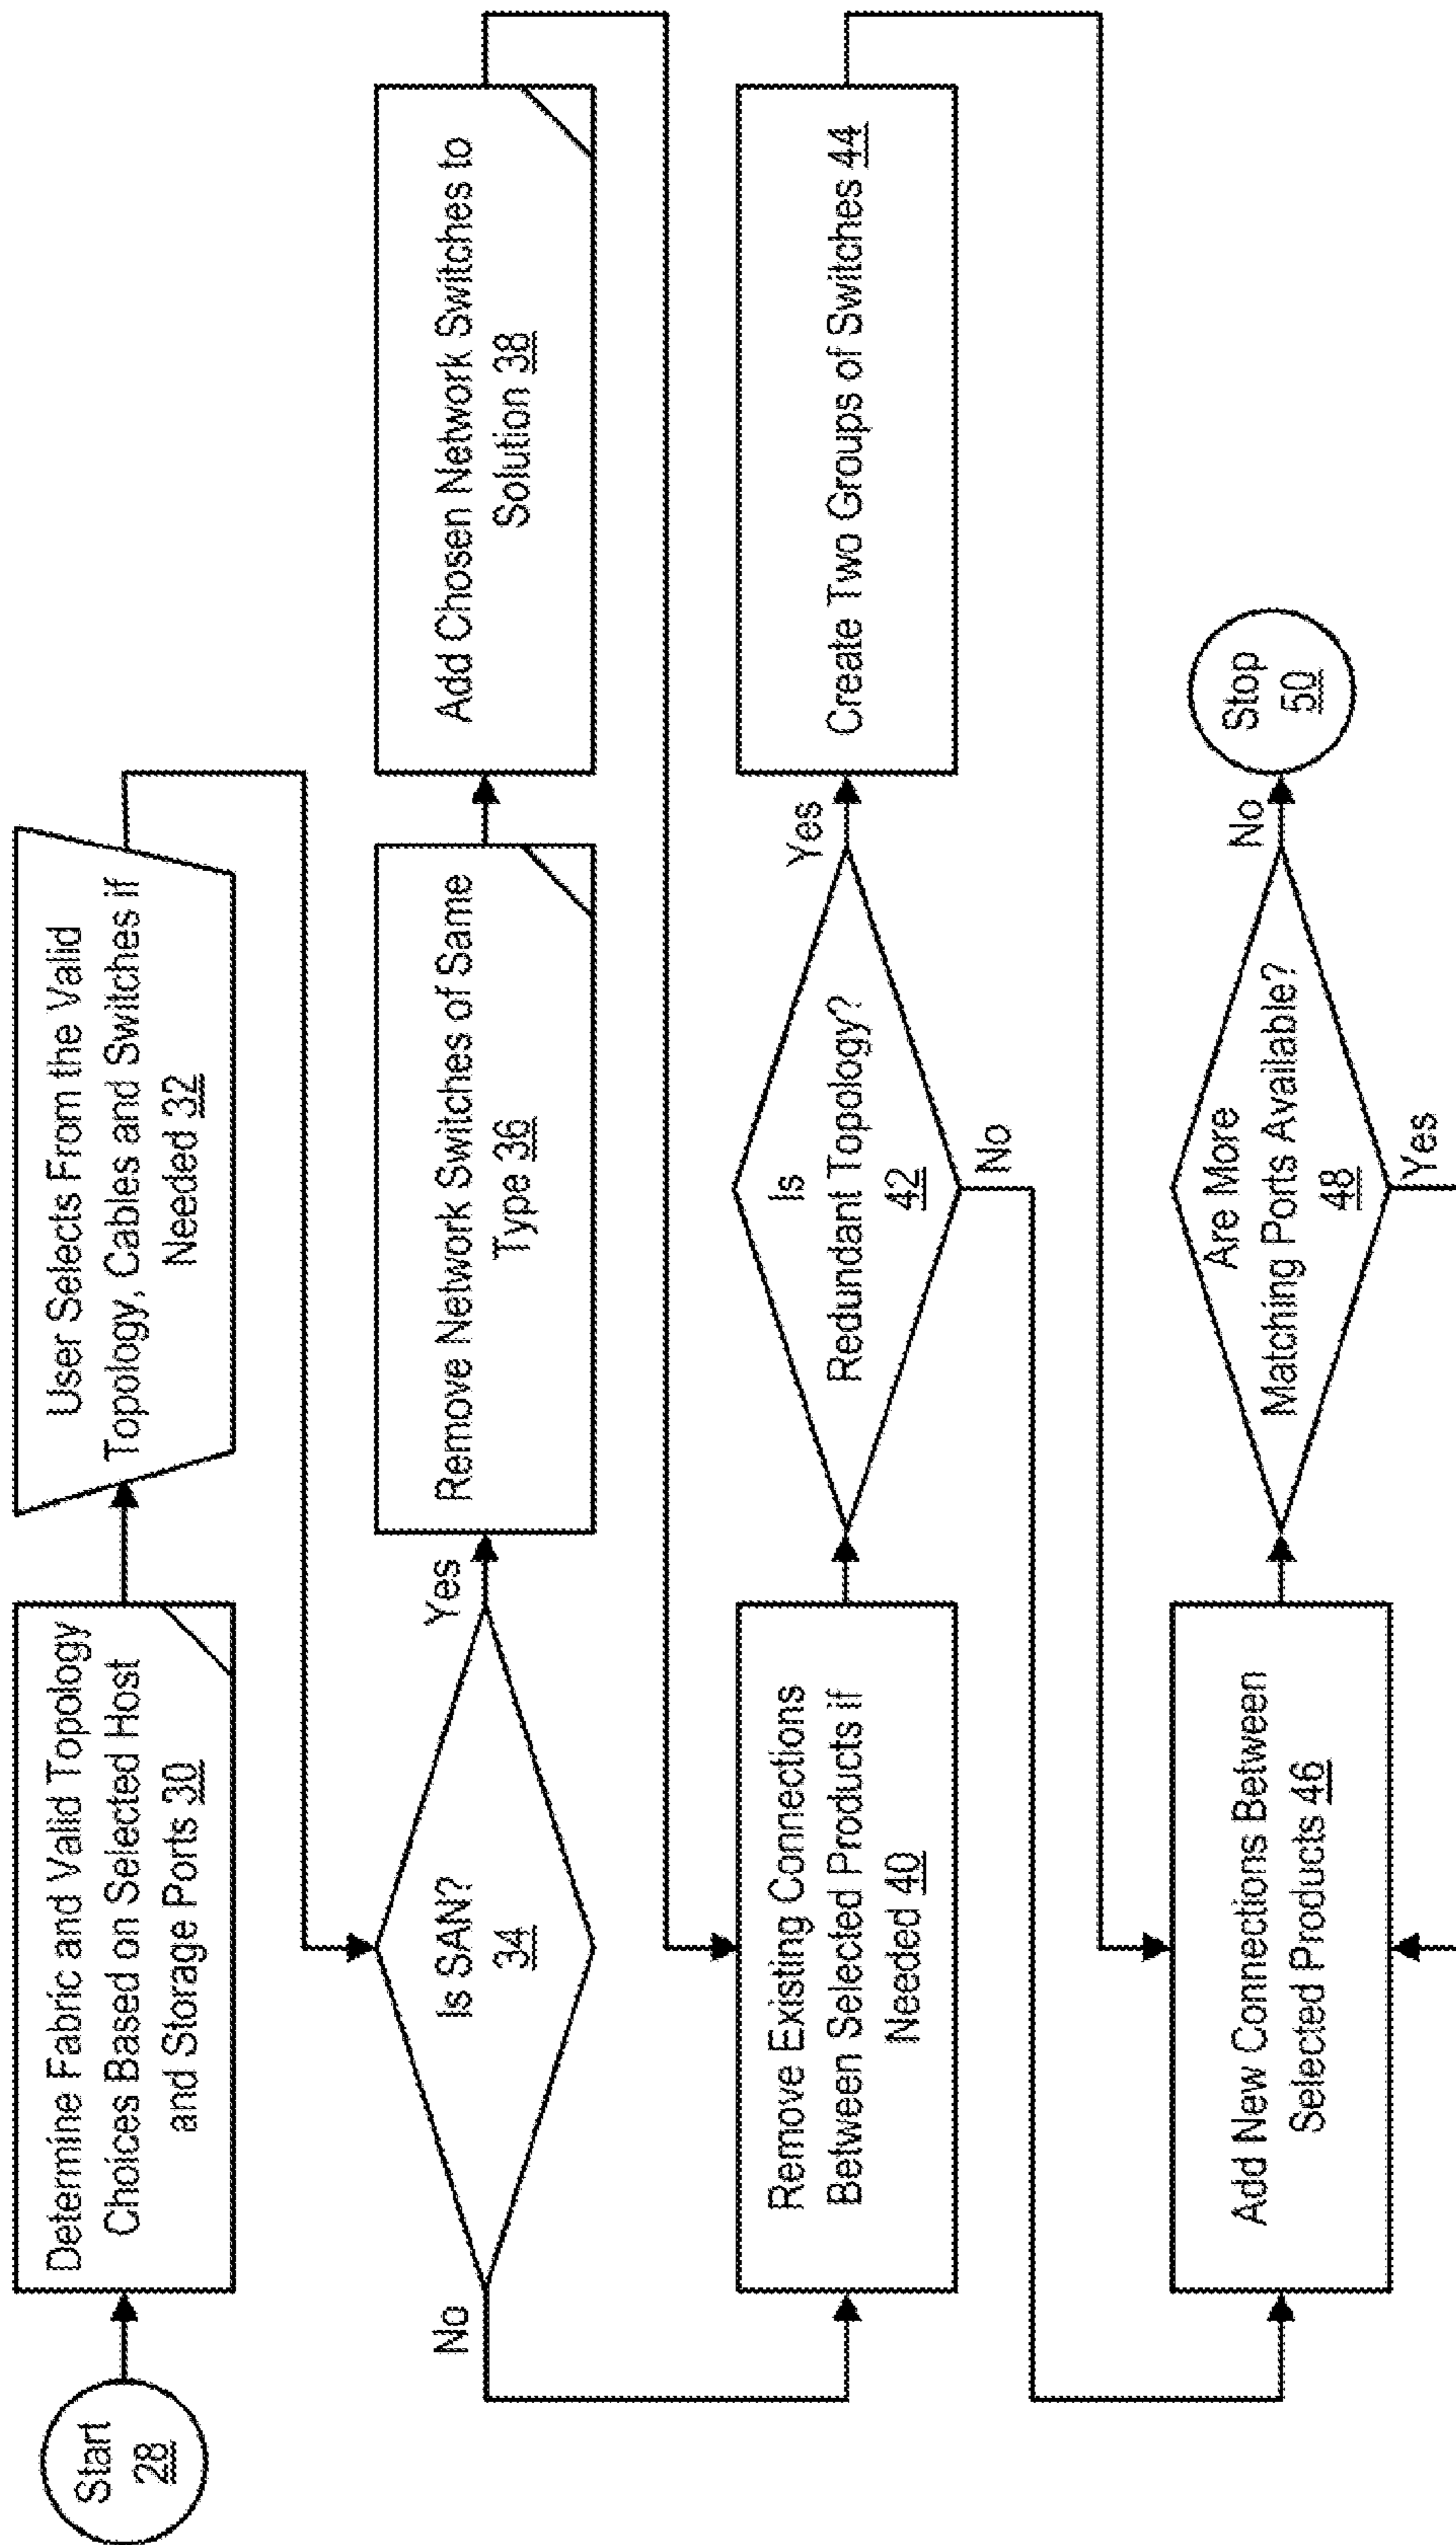 Start
28
Determine Fabric and Valid Topology
Choices Based on Selected Host
and Storage Ports 30
User Selects From the Valid
Topology, Cables and Switches if
Needed 32
Is SAN?
34
Yes
No
Remove Network Switches of Same
Type 36
Add Chosen Network Switches to
Solution 38
Remove Existing Connections
Between Selected Products if
Needed 40
Is
Redundant Topology?
42
Yes
No
Create Two Groups of Switches 44
Add New Connections Between
Selected Products 46
Are More
Matching Ports Available?
48
No
Yes
Stop
50